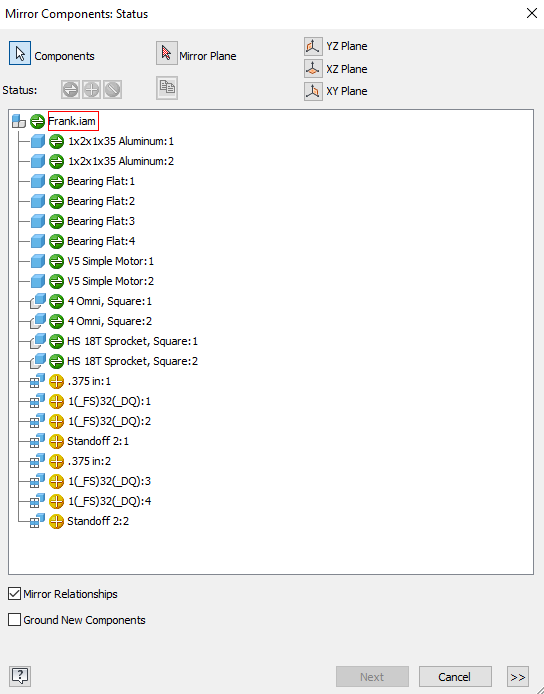 Mirror Components: Status
Components
Mirror Plane
YZ Plane
XZ Plane
XY Plane
Status:
Frank.iam
1x2x1x35 Aluminum:1
1x2x1x35 Aluminum:2
Bearing Flat:1
Bearing Flat:2
Bearing Flat:3
Bearing Flat:4
V5 Simple Motor:1
V5 Simple Motor:2
4 Omni, Square:1
4 Omni, Square:2
HS 18T Sprocket, Square:1
HS 18T Sprocket, Square:2
.375 in:1
1(_FS)32(_DQ):1
1(_FS)32(_DQ):2
Standoff 2:1
.375 in:2
1(_FS)32(_DQ):3
1(_FS)32(_DQ):4
Standoff 2:2
Mirror Relationships
Ground New Components
? Next Cancel >>